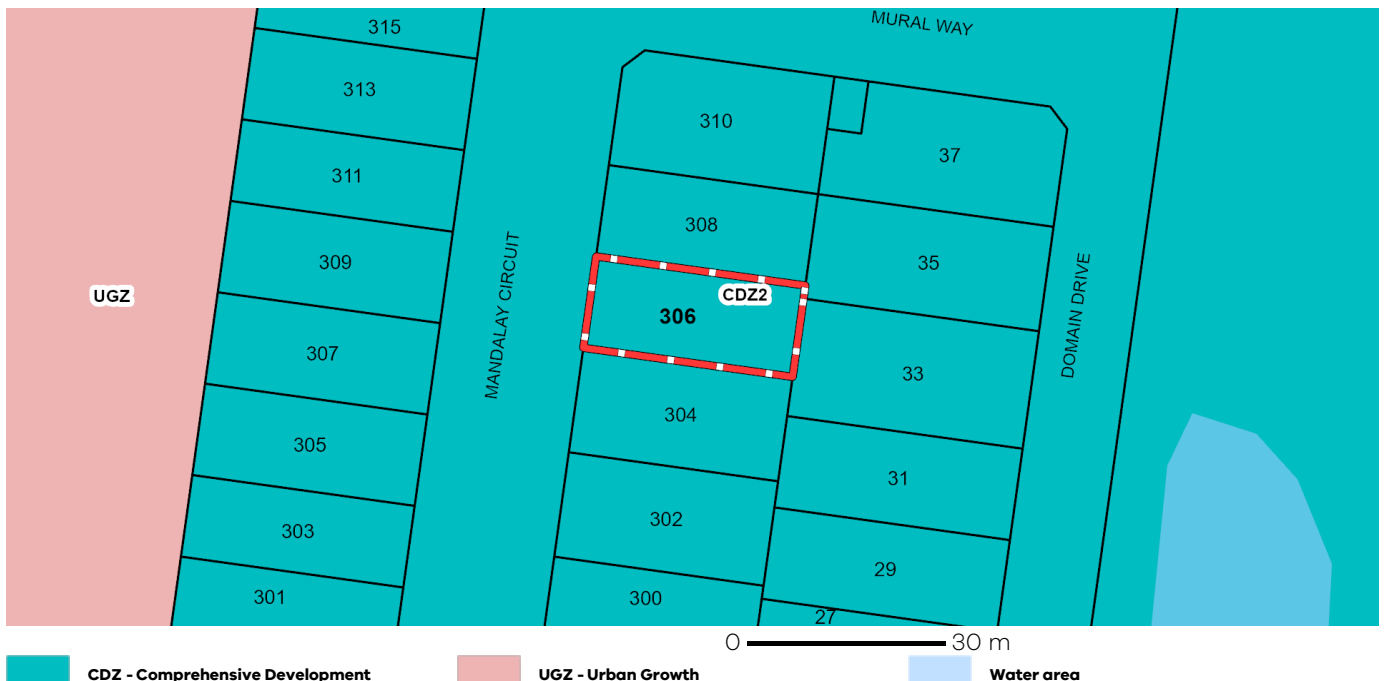 MURAL WAY
315
313
310
37
311
308
35
309
MANDALAY CIRCUIT
DOMAIN DRIVE
UGZ
CDZ2
306
307
33
304
305
31
302
303
29
301
300
27
0 30 m
CDZ - Comprehensive Development
UGZ - Urban Growth
Water area